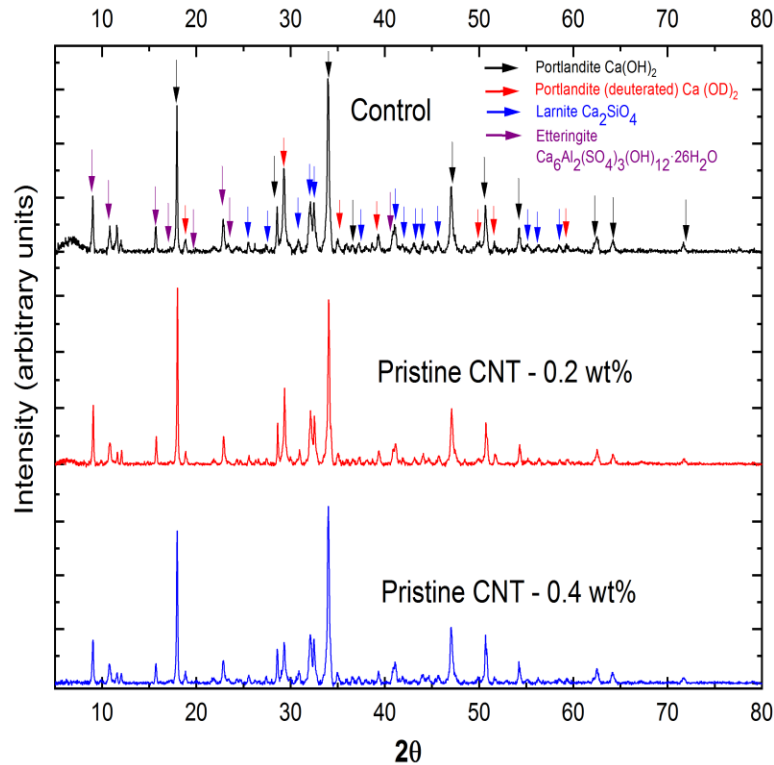 10 20 30 40 50 60 70 80
Portlandite Ca(OH)2
Portlandite (deuterated) Ca (OD)2
Larnite Ca2SiO4
Etteringite
Ca6Al2(SO4)3(OH)12·26H2O
Control
Pristine CNT - 0.2 wt%
Pristine CNT - 0.4 wt%
Intensity (arbitrary units)
10 20 30 40 50 60 70 80
2θ